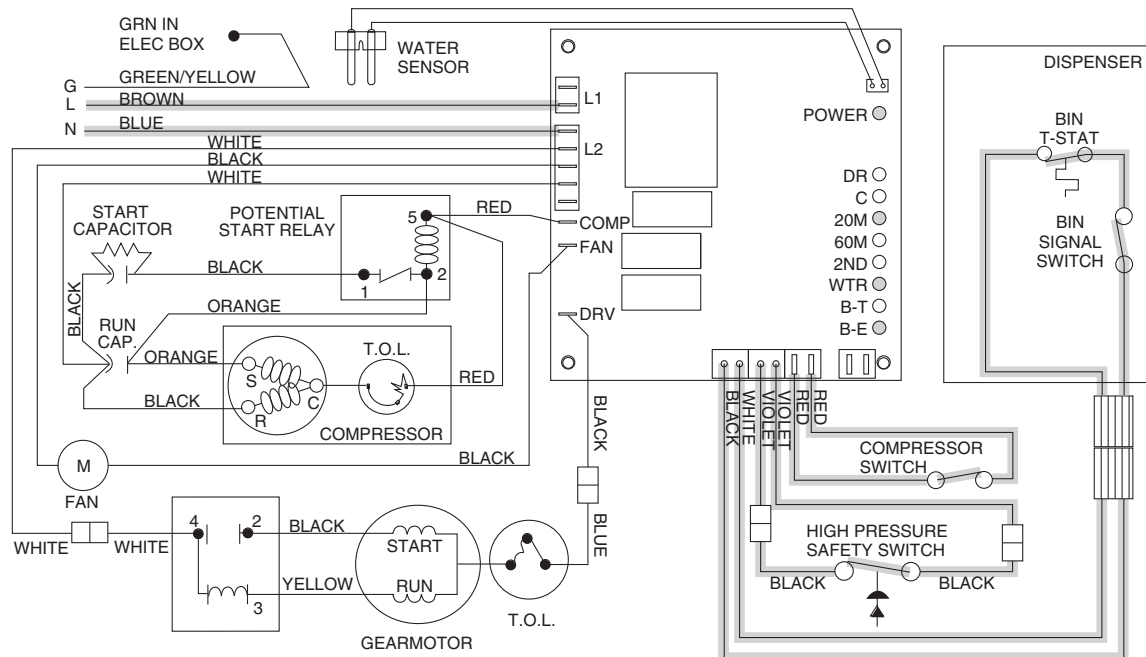 GRN IN
ELEC BOX
WATER
SENSOR
DISPENSER
G
GREEN/YELLOW
L
BROWN
L1
POWER
N
BLUE
WHITE
L2
BLACK
WHITE
BIN
T-STAT
DR
C
20M
60M
2ND
WTR
B-T
B-E
BIN
SIGNAL
SWITCH
START
CAPACITOR
POTENTIAL
START RELAY
5
RED
COMP
FAN
BLACK
1
2
DRV
BLACK
ORANGE
RUN
CAP.
ORANGE
S
T.O.L.
RED
C
BLACK
R
COMPRESSOR
BLACK
WHITE
VIOLET
VIOLET
RED
RED
M
FAN
BLACK
BLACK
COMPRESSOR
SWITCH
4
2
BLACK
START
BLUE
WHITE
WHITE
YELLOW
RUN
3
T.O.L.
GEARMOTOR
HIGH PRESSURE
SAFETY SWITCH
BLACK
BLACK